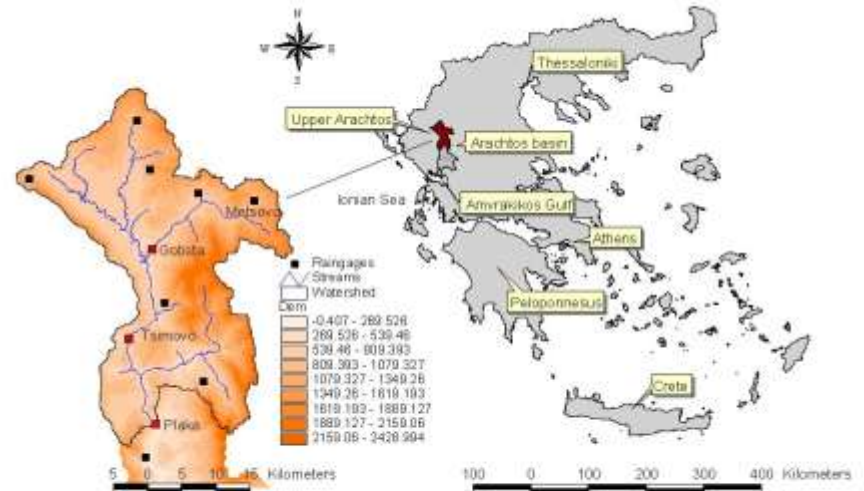 N
W
S
Thessaloniki
Upper Arachtos
Arachtos basin
Ionian Sea
Amvrakikos Gulf
Athens
Peloponnesus
Creta
Metsovo
Gotista
Tsimovo
Plaka
Raingages
Streams
Watershed
Dem
-0.407 - 269.526
269.526 - 539.46
539.46 - 809.393
809.393 - 1079.327
1079.327 - 1349.26
1349.26 - 1619.193
1619.193 - 1889.127
1889.127 - 2159.06
2159.06 - 2428.994
5 0 5 10 15 Kilometers
100 0 100 200 300 400 Kilometers